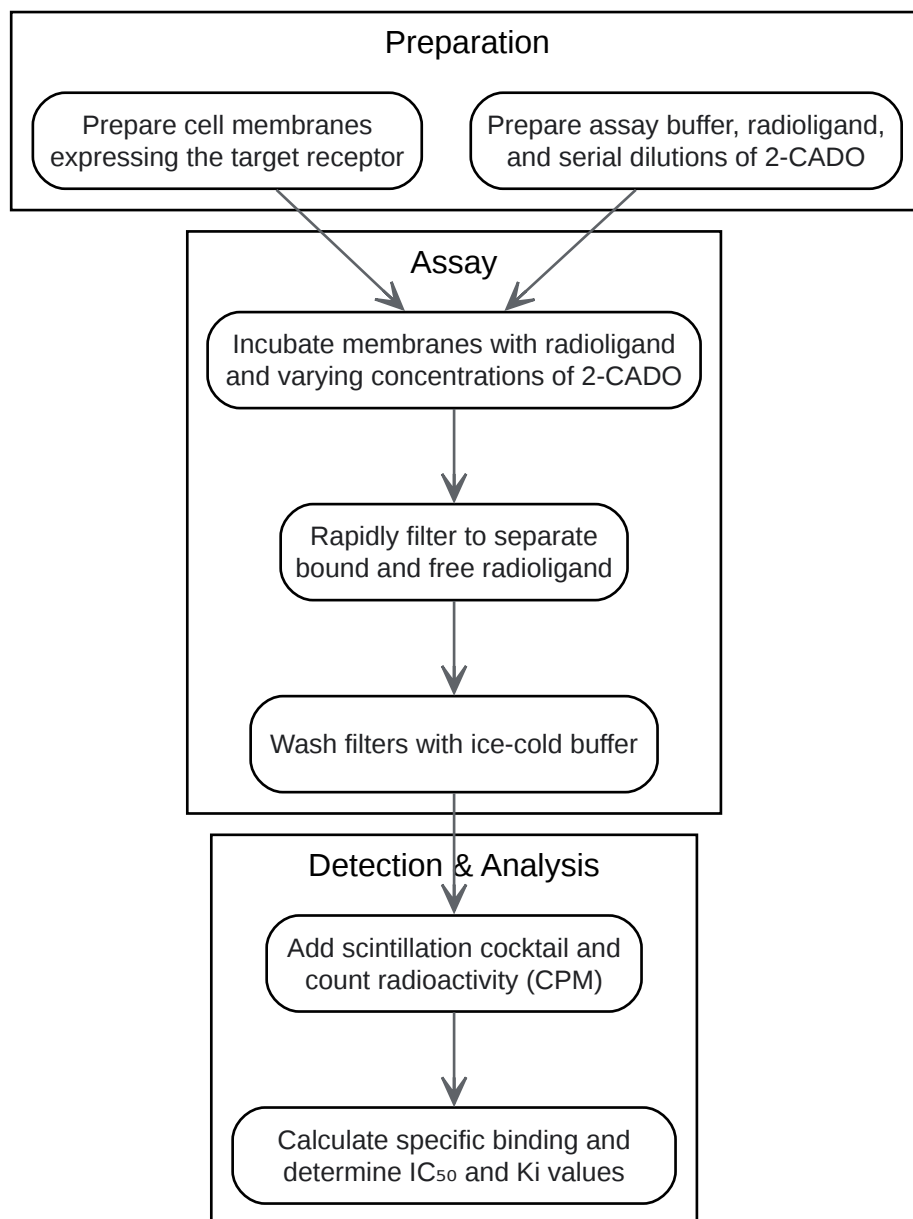 Preparation
Prepare cell membranes
expressing the target receptor
Prepare assay buffer, radioligand,
and serial dilutions of 2-CADO
Assay
Incubate membranes with radioligand
and varying concentrations of 2-CADO
Rapidly filter to separate
bound and free radioligand
Wash filters with ice-cold buffer
Detection & Analysis
Add scintillation cocktail and
count radioactivity (CPM)
Calculate specific binding and
determine IC₅₀ and Ki values